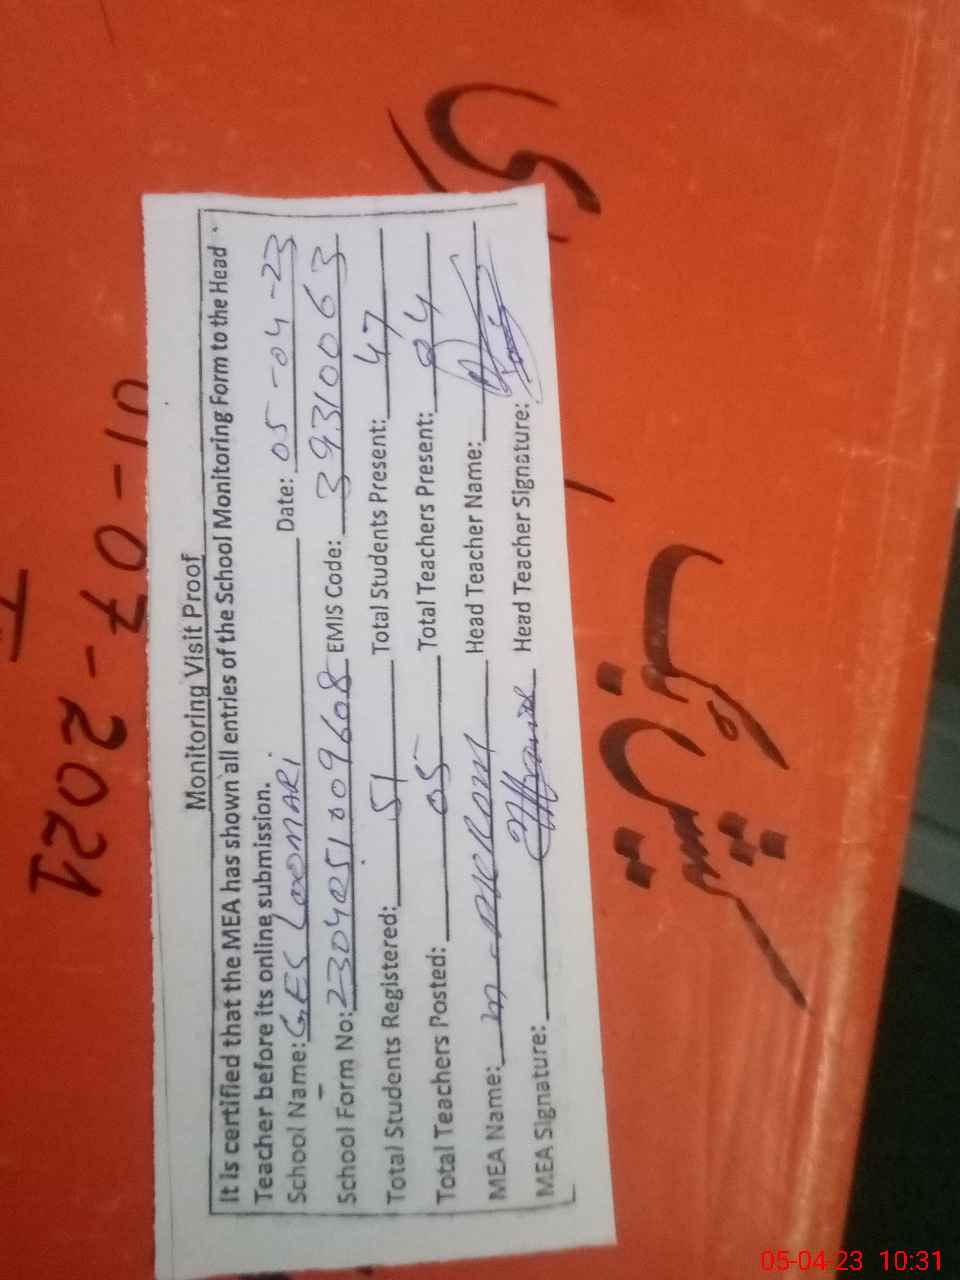 Monitoring Visit Proof
It is certified that the MEA has shown all entries of the School Monitoring Form to the Head
Teacher before its online submission.
School Name: GES Date: 05-04-23
School Form No: 2304051009608 EMIS Code: 39310063
Total Students Registered: 51 Total Students Present: 47
Total Teachers Posted: 05 Total Teachers Present: 04
MEA Name: Head Teacher Name:
MEA Signature: Head Teacher Signature:
01-07-2021
05-04-23 10:31